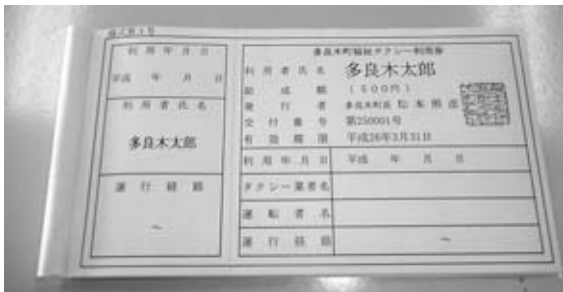 様式第3号
利用年月日
平成 年 月 日
利用者氏名
多良木太郎
運行経路
～
多良木町福祉タクシー利用券
利用者氏名 多良木太郎
助成額 (500円)
発行者 多良木町長 松本照彦
交付番号 第250001号
有効期限 平成26年3月31日
利用年月日 平成 年 月 日
タクシー業者名
運転者名
運行経路 ～